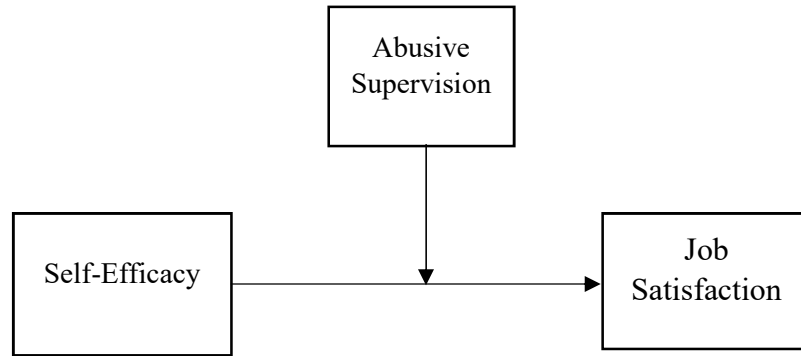 Abusive
Supervision
Self-Efficacy
Job
Satisfaction